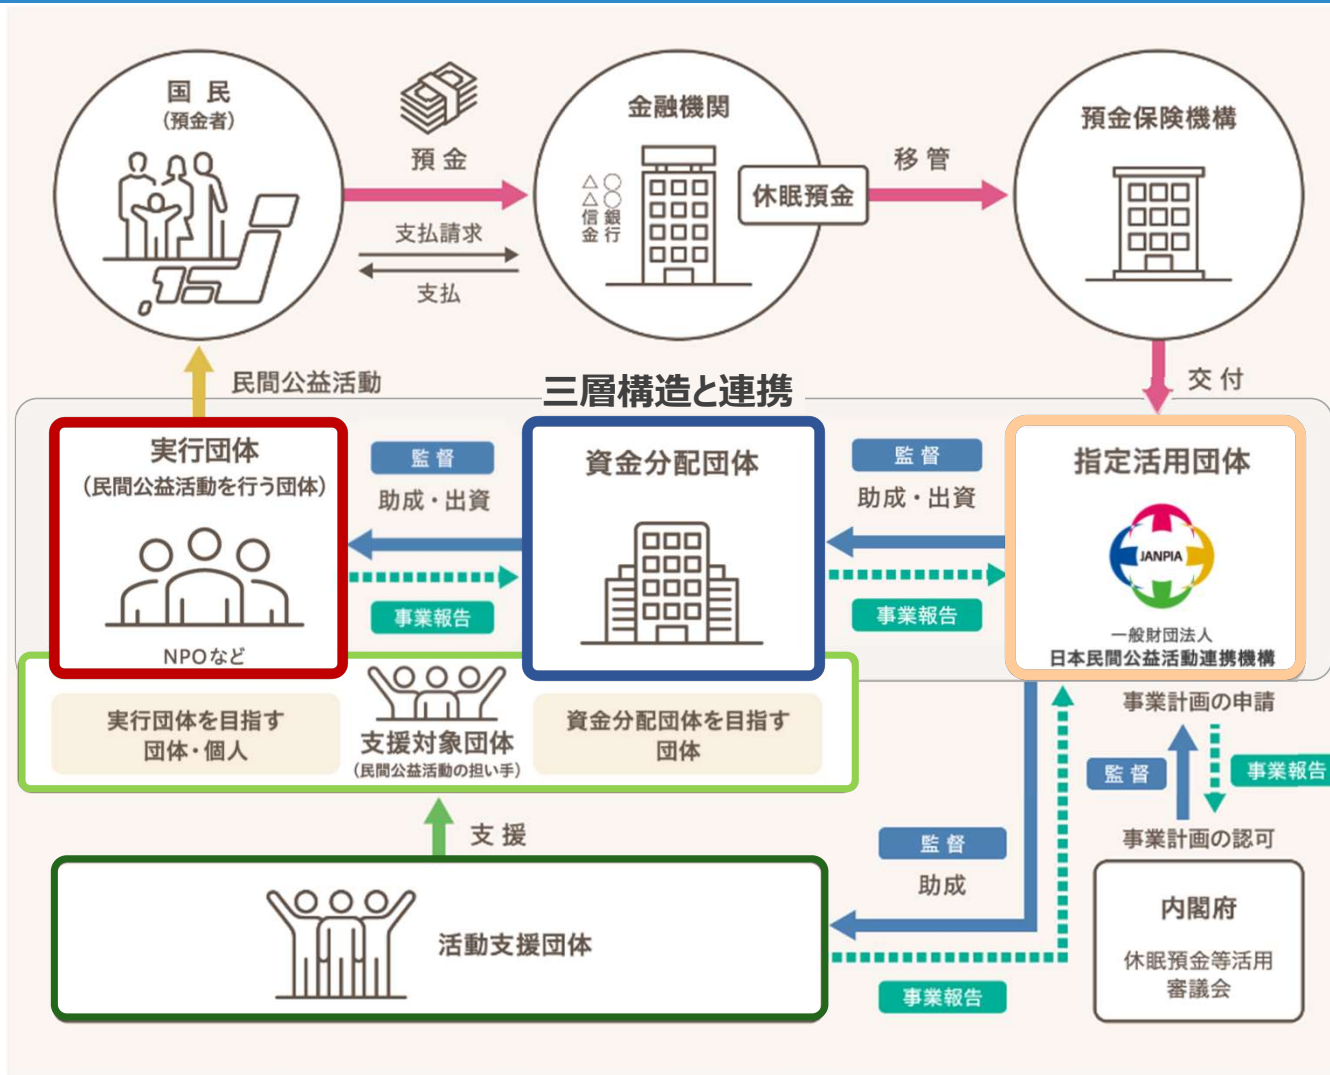 国 民
(預金者)
預 金
支払請求
支払
金融機関
○○銀行
△△信金
休眠預金
移 管
預金保険機構
民間公益活動
三層構造と連携
交 付
実行団体
(民間公益活動を行う団体)
NPOなど
監 督
助成・出資
事業報告
資金分配団体
監 督
助成・出資
事業報告
指定活用団体
JANPIA
一般財団法人
日本民間公益活動連携機構
実行団体を目指す
団体・個人
支援対象団体
(民間公益活動の担い手)
資金分配団体を目指す
団体
事業計画の申請
監 督
事業報告
事業計画の認可
支 援
監 督
助成
活動支援団体
事業報告
内閣府
休眠預金等活用
審議会